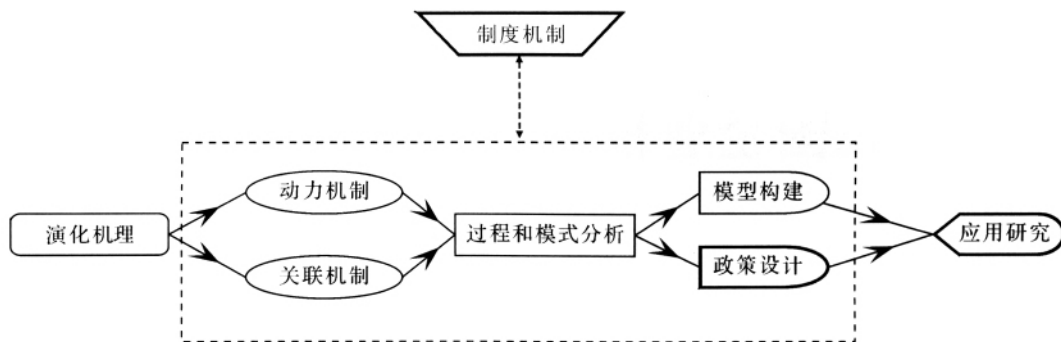 制度机制
动力机制
模型构建
演化机理
过程和模式分析
应用研究
关联机制
政策设计